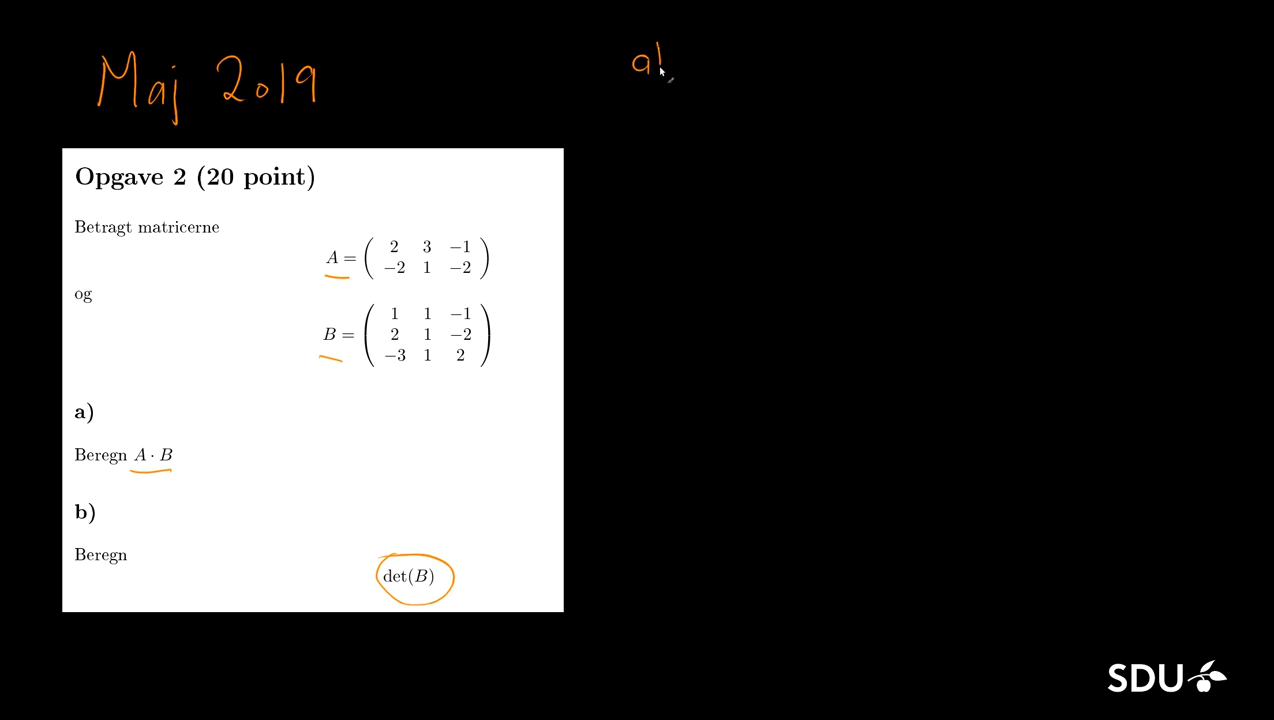 Maj 2019
a)
Opgave 2 (20 point)
Betragt matricerne
A = ( 2 3 −1
−2 1 −2 )
og
B = ( 1 1 −1
2 1 −2
−3 1 2 )
a)
Beregn A · B
b)
Beregn
det(B)
SDU